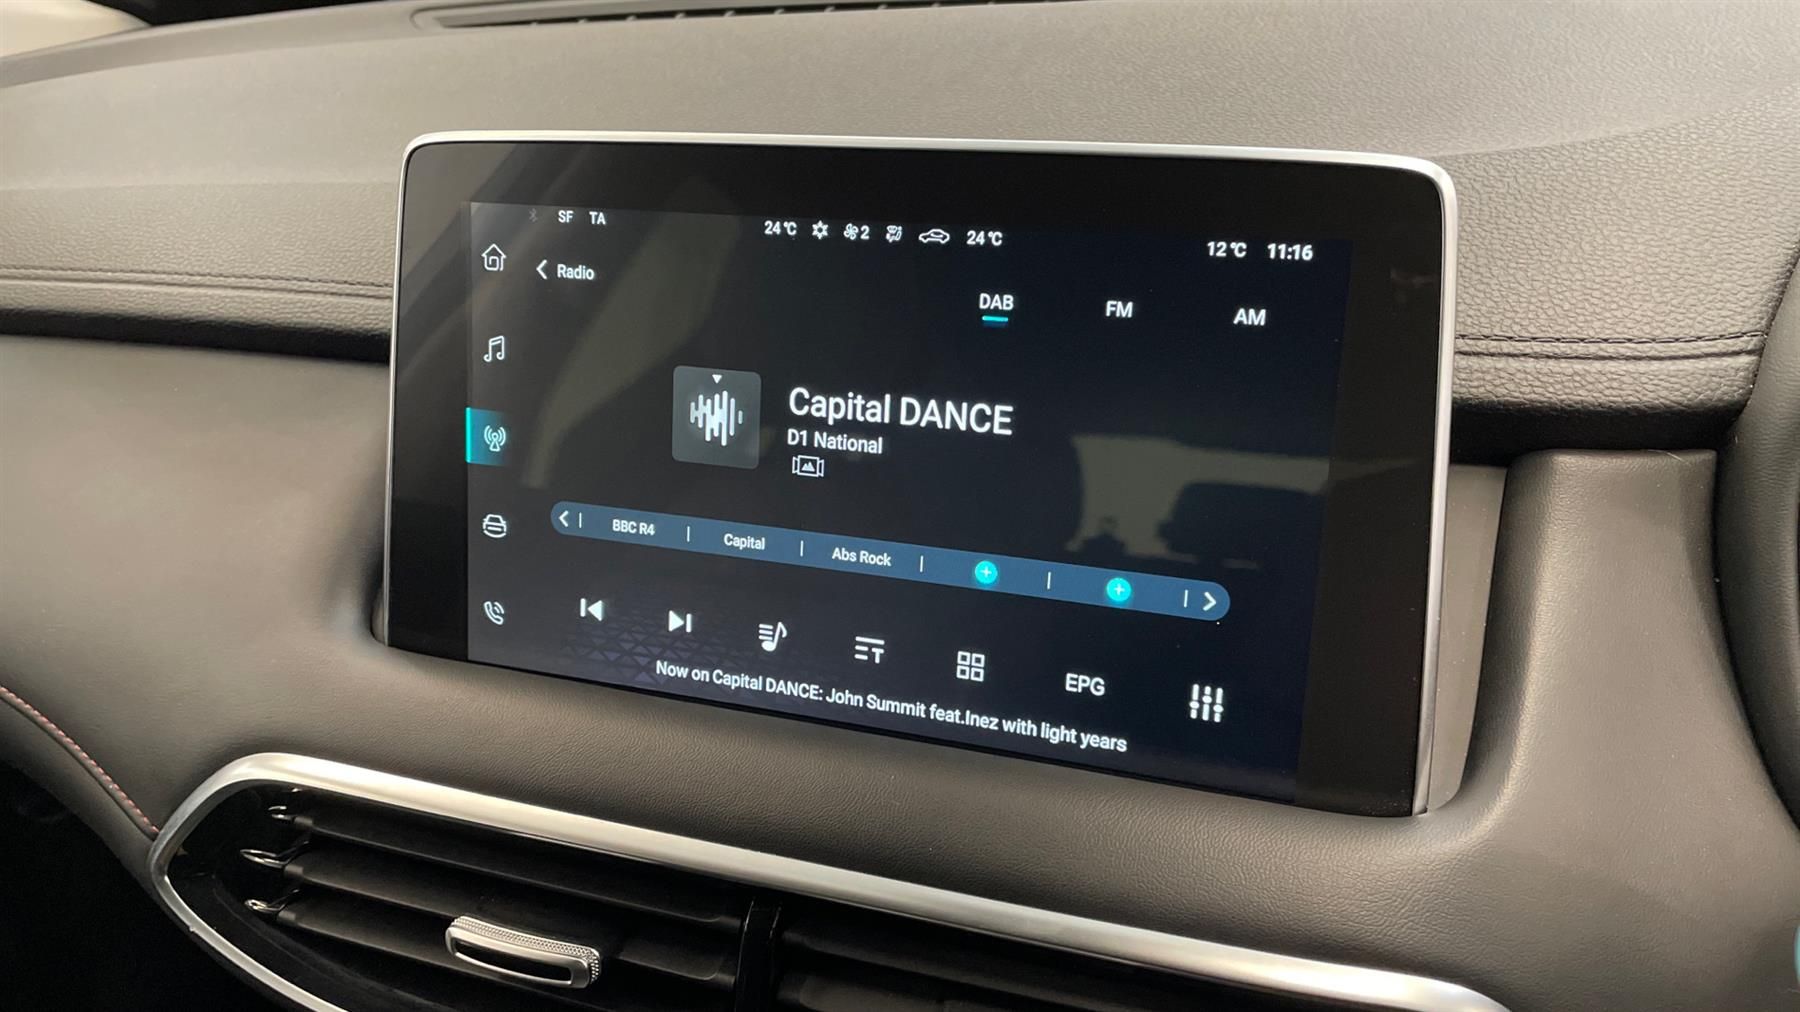 SF TA
24℃ 2 24℃
12℃ 11:16
Radio
DAB FM AM
Capital DANCE
D1 National
BBC R4 | Capital | Abs Rock
EPG
Now on Capital DANCE: John Summit feat.Inez with light years